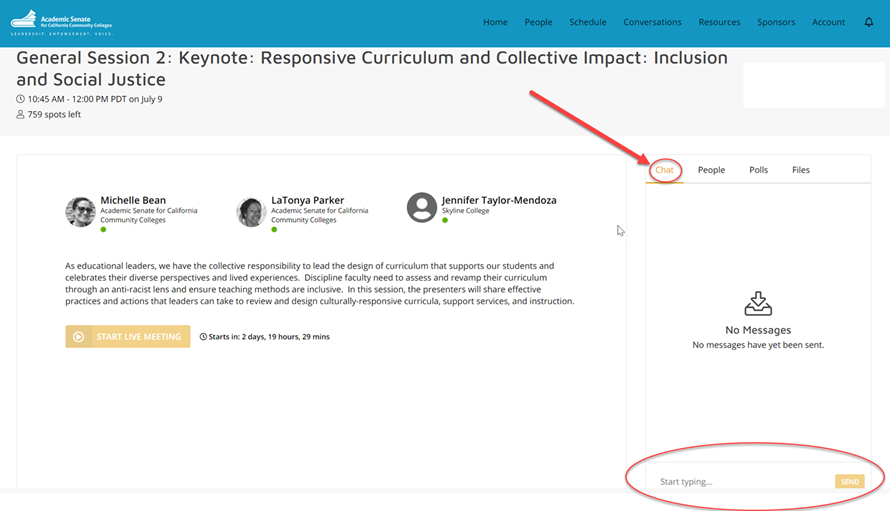 Academic Senate
for California Community Colleges
LEADERSHIP. EMPOWERMENT. VOICE.
Home People Schedule Conversations Resources Sponsors Account
General Session 2: Keynote: Responsive Curriculum and Collective Impact: Inclusion
and Social Justice
10:45 AM - 12:00 PM PDT on July 9
759 spots left
Chat People Polls Files
Michelle Bean
Academic Senate for California
Community Colleges
LaTonya Parker
Academic Senate for California
Community Colleges
Jennifer Taylor-Mendoza
Skyline College
As educational leaders, we have the collective responsibility to lead the design of curriculum that supports our students and
celebrates their diverse perspectives and lived experiences. Discipline faculty need to assess and revamp their curriculum
through an anti-racist lens and ensure teaching methods are inclusive. In this session, the presenters will share effective
practices and actions that leaders can take to review and design culturally-responsive curricula, support services, and instruction.
START LIVE MEETING
Starts in: 2 days, 19 hours, 29 mins
No Messages
No messages have yet been sent.
Start typing...
SEND